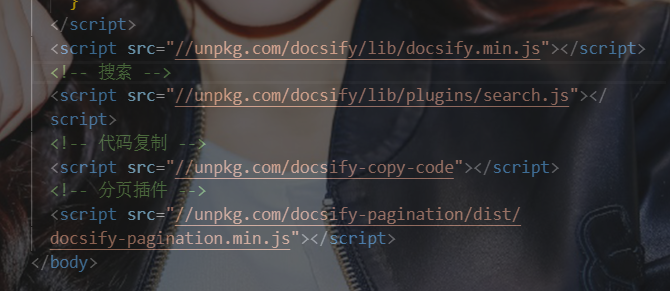 }
</script>
<script src="//unpkg.com/docsify/lib/docsify.min.js"></script>
<!-- 搜索 -->
<script src="//unpkg.com/docsify/lib/plugins/search.js"></
script>
<!-- 代码复制 -->
<script src="//unpkg.com/docsify-copy-code"></script>
<!-- 分页插件 -->
<script src="//unpkg.com/docsify-pagination/dist/
docsify-pagination.min.js"></script>
</body>